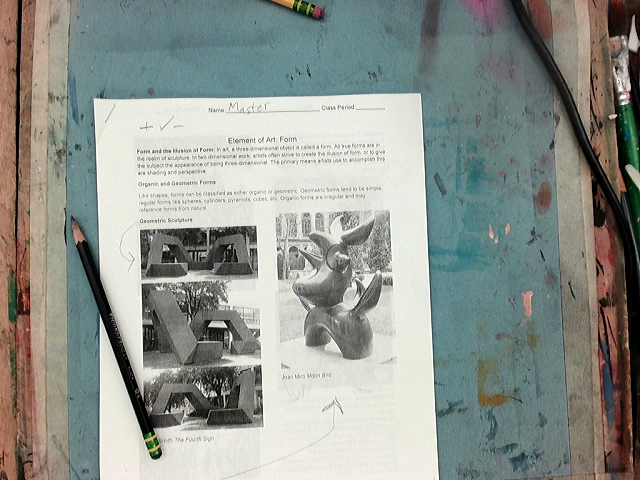 Name Master Class Period
+ ✓ -
Element of Art: Form
Form and the Illusion of Form: In art, a three-dimensional object is called a form. All true forms are in
the realm of sculpture. In two dimensional work, artists often strive to create the illusion of form, or to give
the subject the appearance of being three-dimensional. The primary means artists use to accomplish this
are shading and perspective.
Organic and Geometric Forms
Like shapes, forms can be classified as either organic or geometric. Geometric forms tend to be simple,
regular forms like spheres, cylinders, pyramids, cubes, etc. Organic forms are irregular and may
reference forms from nature.
Geometric Sculpture
Joan Miro Moon Bird
Smith The Fourth Sign